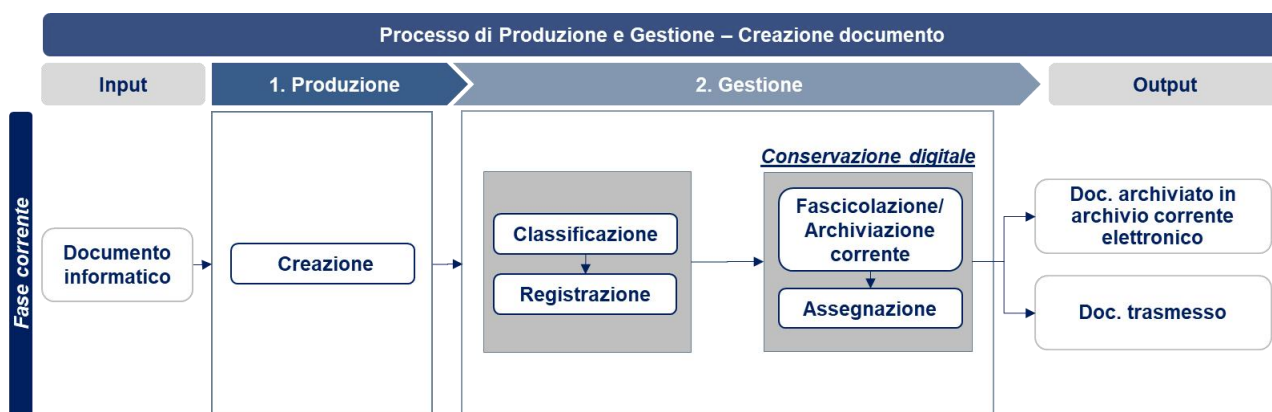 Processo di Produzione e Gestione – Creazione documento
Input
1. Produzione
2. Gestione
Output
Fase corrente
Documento
informatico
Creazione
Classificazione
Registrazione
Conservazione digitale
Fascicolazione/
Archiviazione
corrente
Assegnazione
Doc. archiviato in
archivio corrente
elettronico
Doc. trasmesso